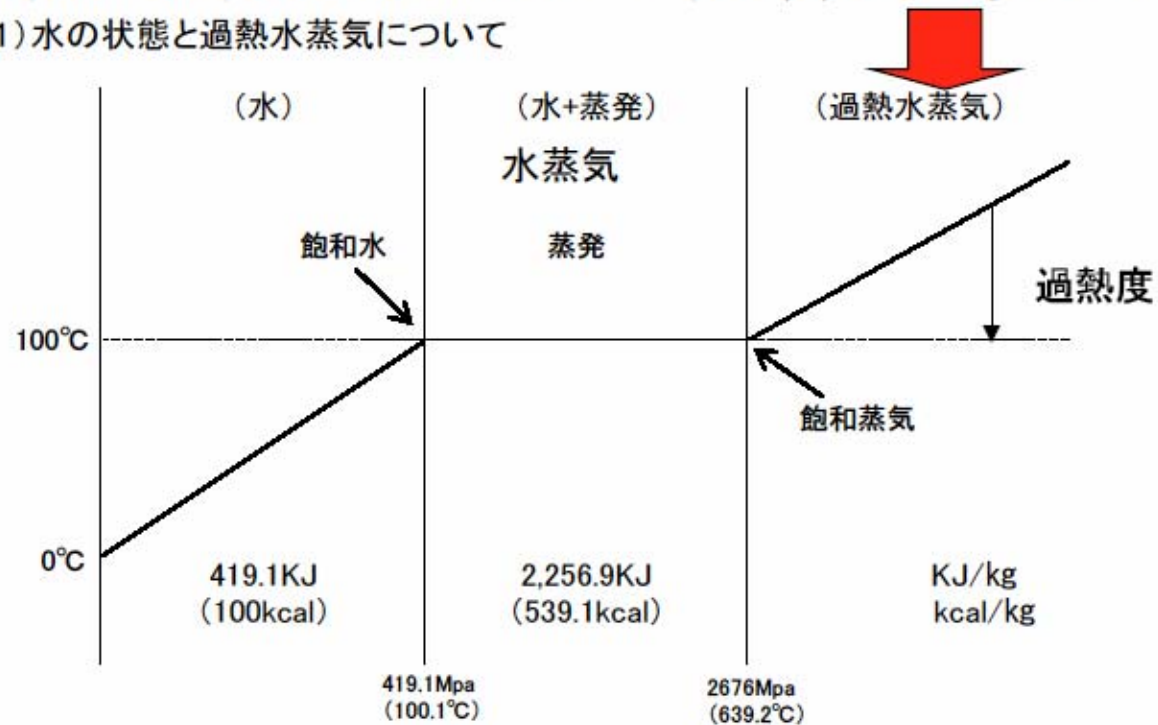 1)水の状態と過熱水蒸気について
(水)
(水+蒸発)
(過熱水蒸気)
水蒸気
飽和水
蒸発
過熱度
100℃
飽和蒸気
0℃
419.1KJ
(100kcal)
2,256.9KJ
(539.1kcal)
KJ/kg
kcal/kg
419.1Mpa
(100.1℃)
2676Mpa
(639.2℃)